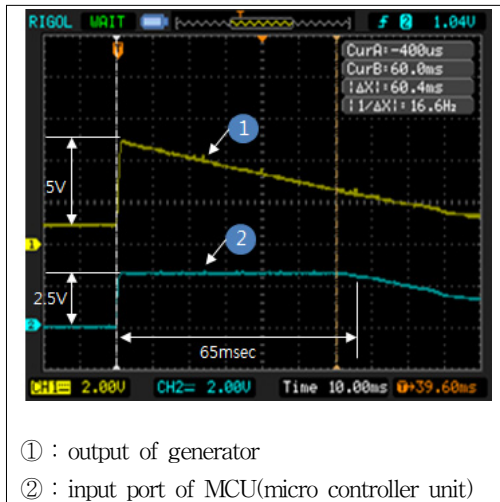 RIGOL WAIT f 2 1.04V
T
CurA:-400us
CurB:60.0ms
|ΔX|:60.4ms
|1/ΔX|:16.6Hz
1
5V
1
2
2.5V
2
65msec
CH1 2.00V CH2= 2.00V Time 10.00ms T→39.60ms
① : output of generator
② : input port of MCU(micro controller unit)